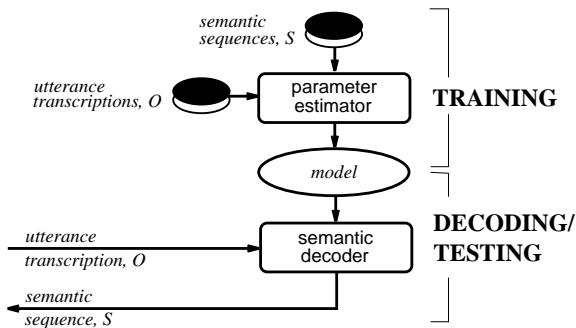 semantic
sequences, S
utterance
transcriptions, O
parameter
estimator
TRAINING
model
utterance
transcription, O
semantic
decoder
DECODING/
TESTING
semantic
sequence, S